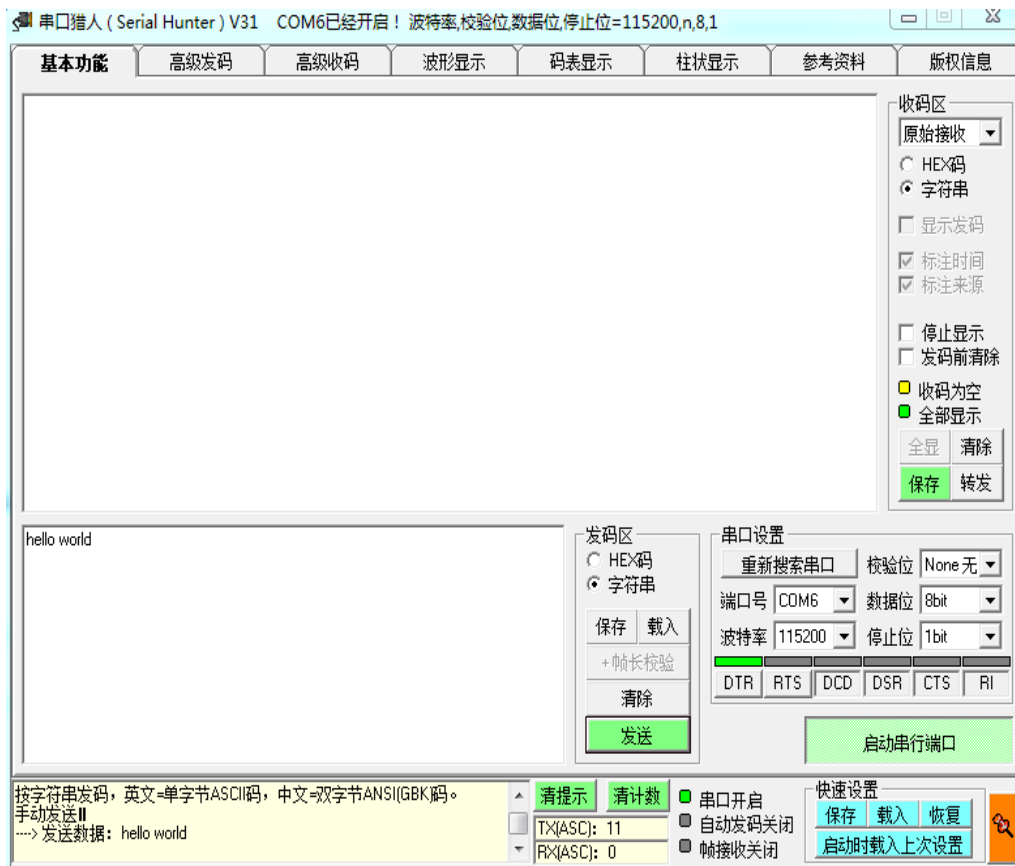 串口猎人 ( Serial Hunter ) V31 COM6已经开启！ 波特率,校验位,数据位,停止位=115200,n,8,1
基本功能 高级发码 高级收码 波形显示 码表显示 柱状显示 参考资料 版权信息
收码区
原始接收
HEX码
字符串
显示发码
标注时间
标注来源
停止显示
发码前清除
收码为空
全部显示
全显 清除
保存 转发
hello world
发码区
HEX码
字符串
保存 载入
+帧长校验
清除
发送
串口设置
重新搜索串口 校验位 None 无
端口号 COM6 数据位 8bit
波特率 115200 停止位 1bit
DTR RTS DCD DSR CTS RI
启动串行端口
按字符串发码，英文=单字节ASCII码，中文=双字节ANSI(GBK)码。
手动发送||
----> 发送数据：hello world
清提示 清计数
TX(ASC): 11
RX(ASC): 0
串口开启
自动发码关闭
帧接收关闭
快速设置
保存 载入 恢复
启动时载入上次设置